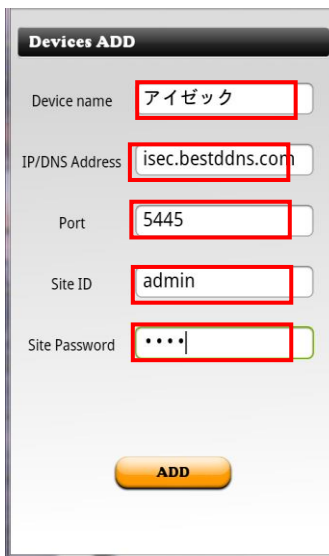 Devices ADD
Device name アイゼック
IP/DNS Address isec.bestddns.com
Port 5445
Site ID admin
Site Password ••••
ADD